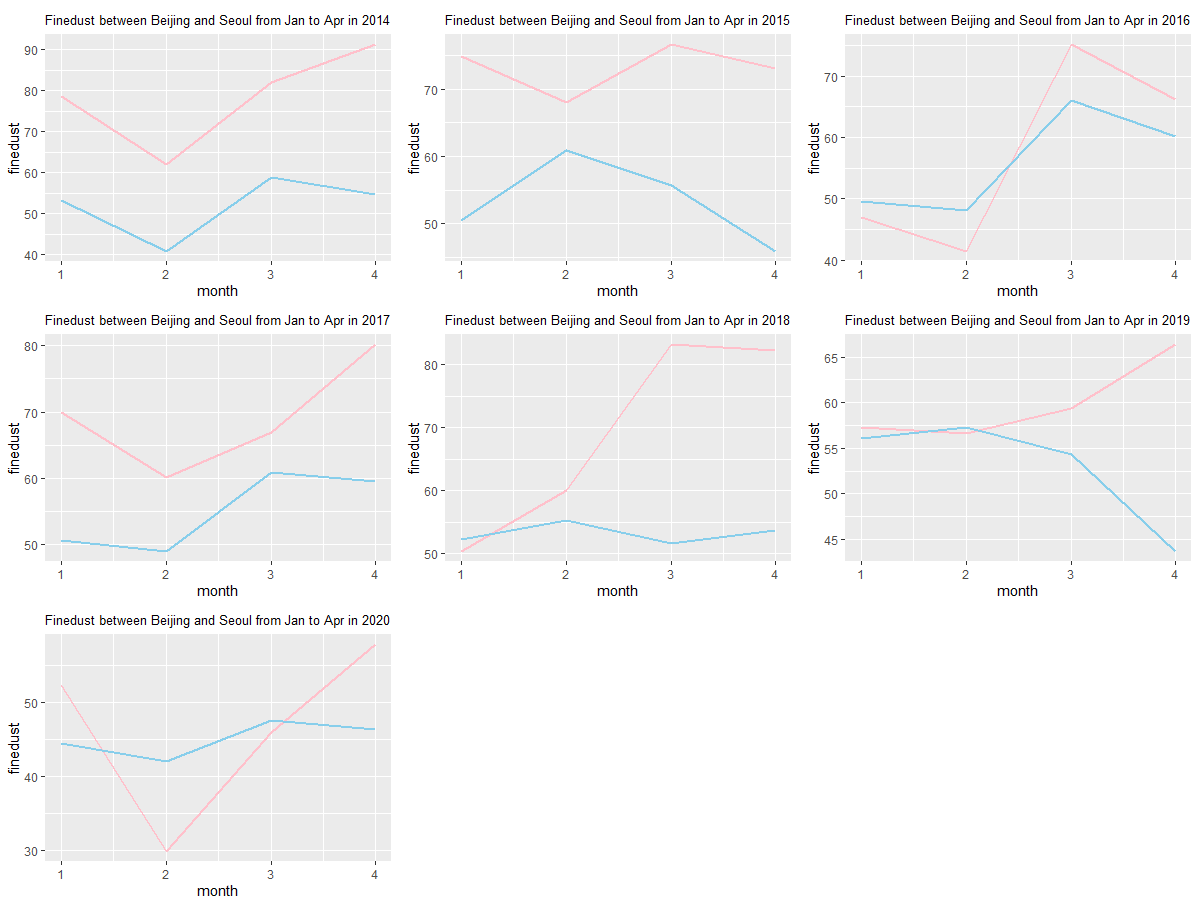 Finedust between Beijing and Seoul from Jan to Apr in 2014
finedust
90
80
70
60
50
40
1 2 3 4
month
Finedust between Beijing and Seoul from Jan to Apr in 2015
finedust
70
60
50
1 2 3 4
month
Finedust between Beijing and Seoul from Jan to Apr in 2016
finedust
70
60
50
40
1 2 3 4
month
Finedust between Beijing and Seoul from Jan to Apr in 2017
finedust
80
70
60
50
1 2 3 4
month
Finedust between Beijing and Seoul from Jan to Apr in 2018
finedust
80
70
60
50
1 2 3 4
month
Finedust between Beijing and Seoul from Jan to Apr in 2019
finedust
65
60
55
50
45
1 2 3 4
month
Finedust between Beijing and Seoul from Jan to Apr in 2020
finedust
50
40
30
1 2 3 4
month